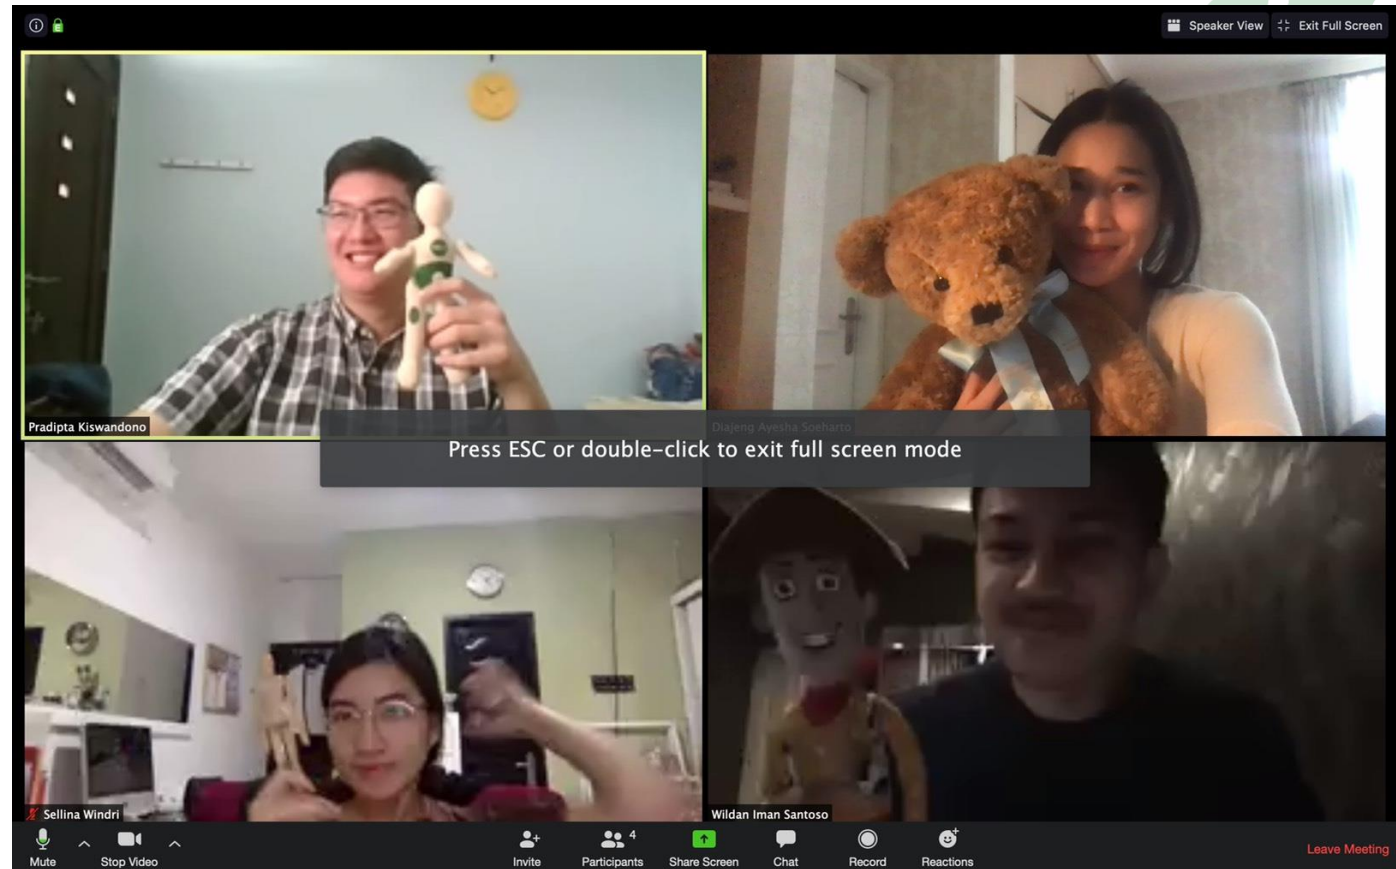 Speaker View
Exit Full Screen
Pradipta Kiswandono
Diajeng Ayesha Soeharto
Press ESC or double-click to exit full screen mode
Sellina Windri
Wildan Iman Santoso
Mute
Stop Video
Invite
Participants
4
Share Screen
Chat
Record
Reactions
Leave Meeting